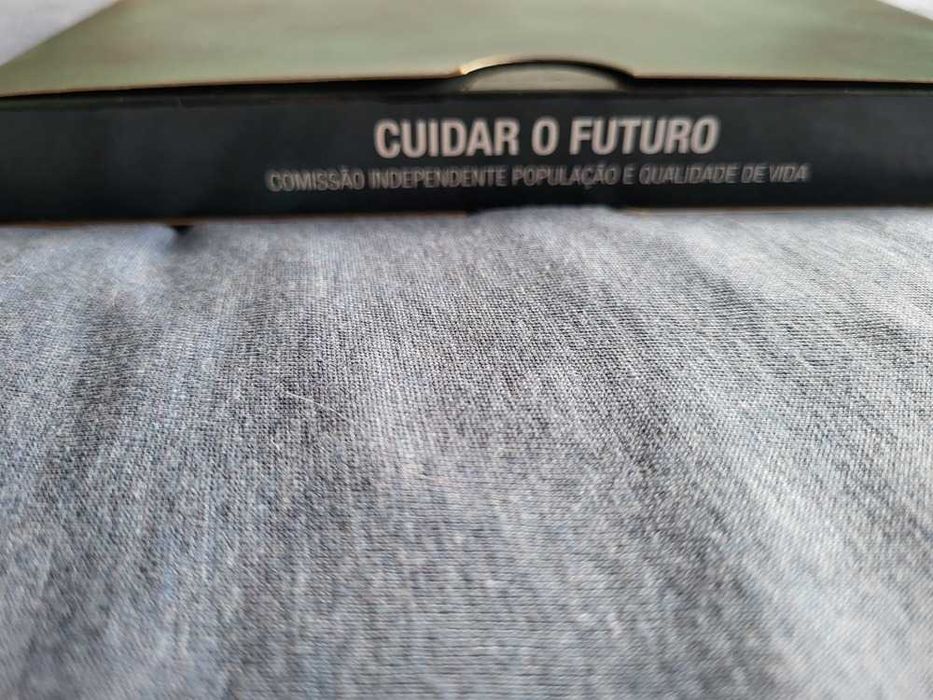 CUIDAR O FUTURO
COMISSÃO INDEPENDENTE POPULAÇÃO E QUALIDADE DE VIDA